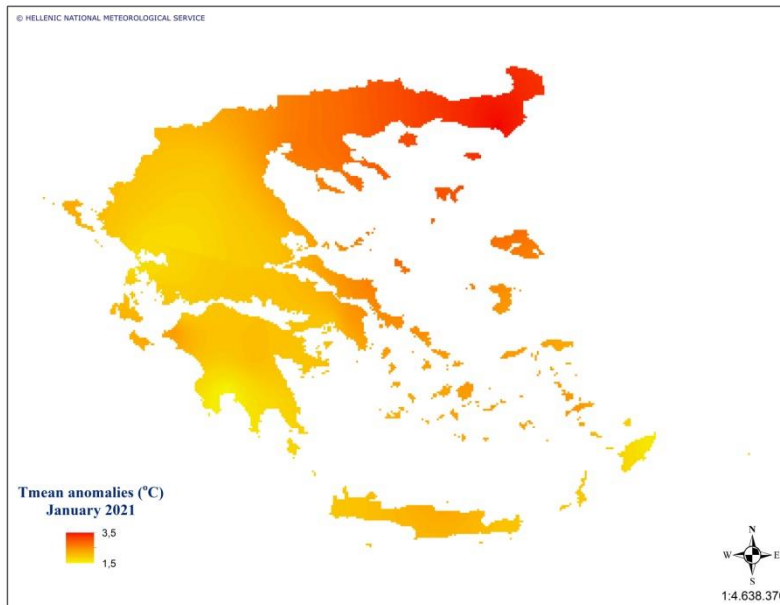 © HELLENIC NATIONAL METEOROLOGICAL SERVICE
Tmean anomalies (°C)
January 2021
3,5
1,5
N
W E
S